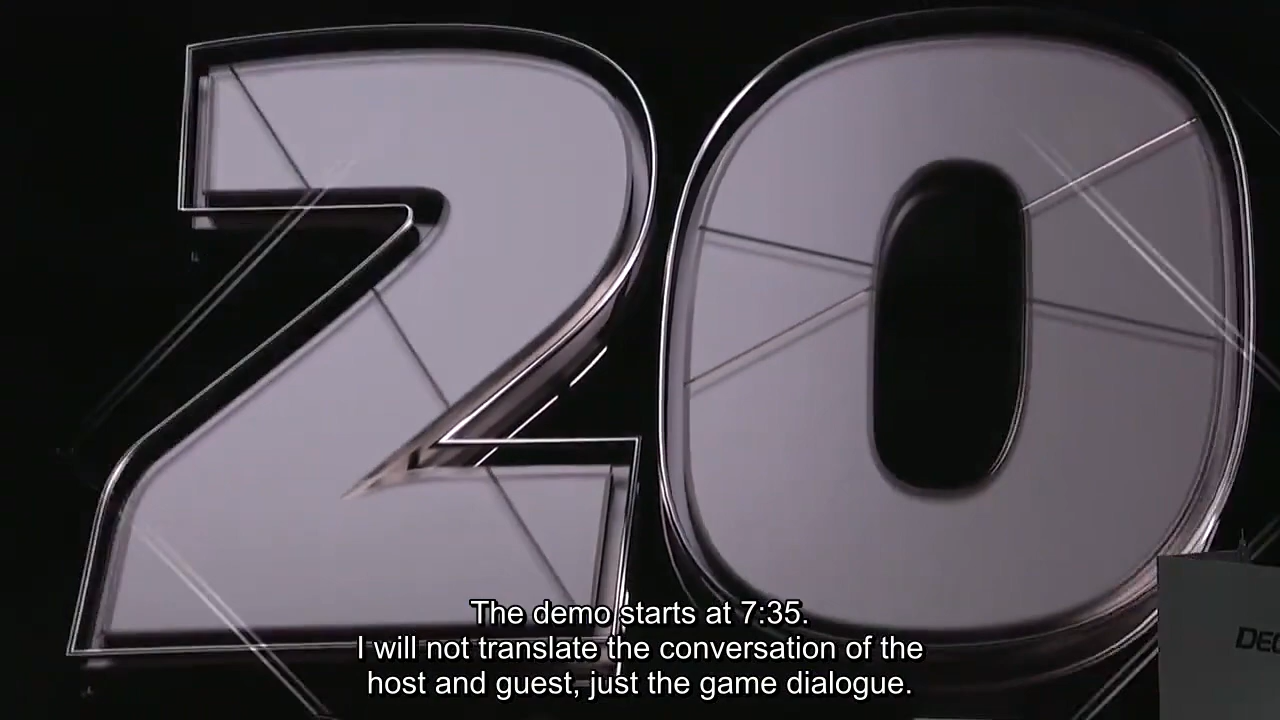 20
The demo starts at 7:35.
I will not translate the conversation of the
host and guest, just the game dialogue.